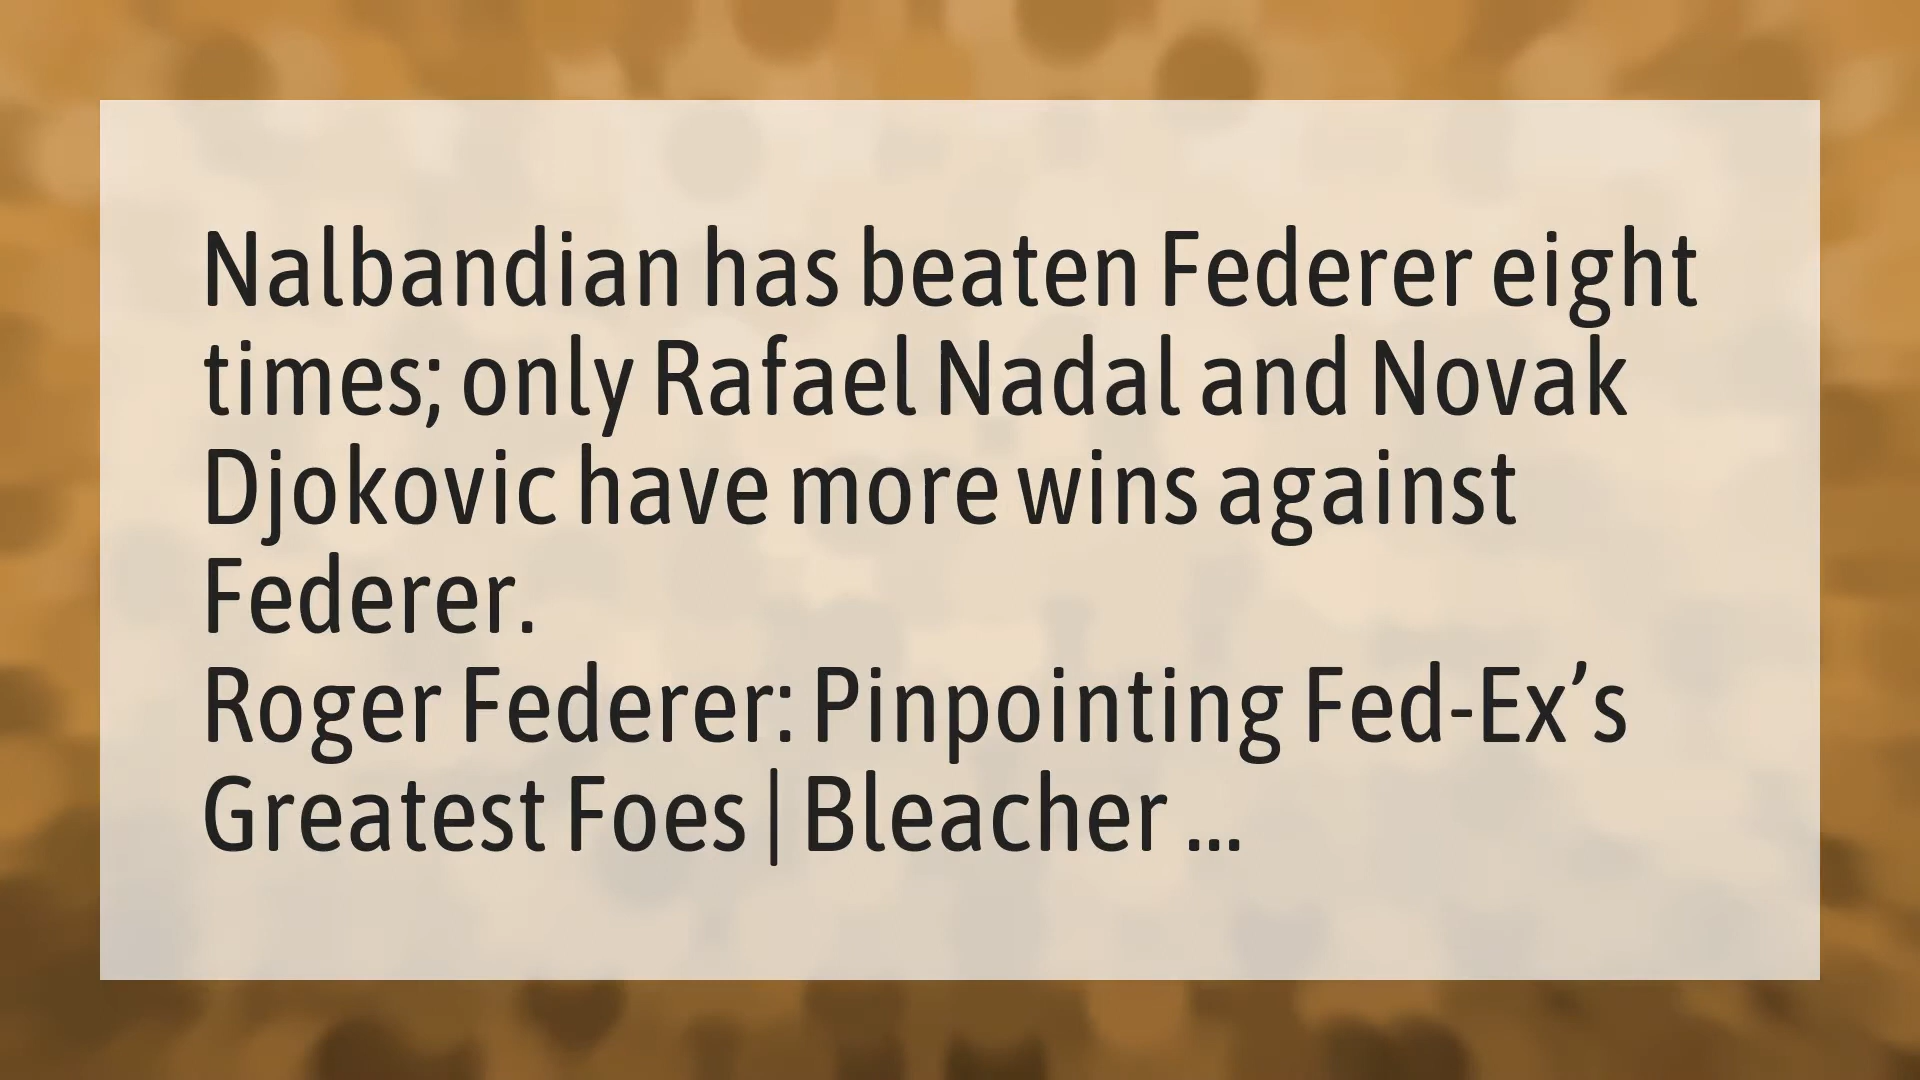 Nalbandian has beaten Federer eight
times; only Rafael Nadal and Novak
Djokovic have more wins against
Federer.
Roger Federer: Pinpointing Fed-Ex’s
Greatest Foes | Bleacher ...